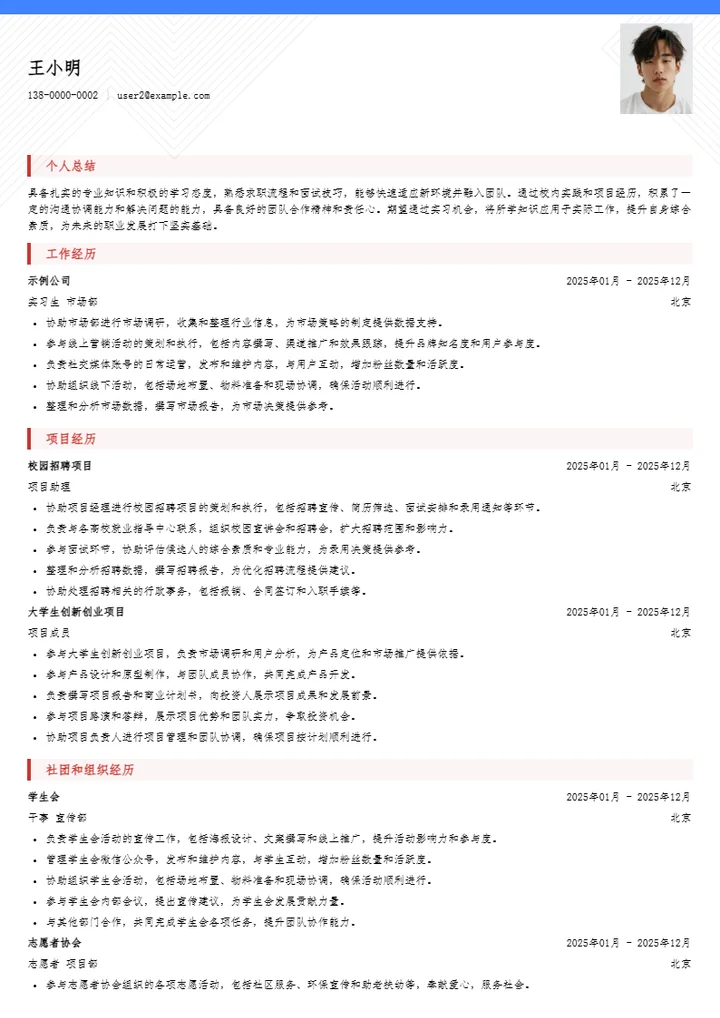 王小明
138-0000-0002 | user2@example.com
个人总结
具备扎实的专业知识和积极的学习态度，熟悉求职流程和面试技巧，能够快速适应新环境并融入团队。通过校内实践和项目经历，积累了一
定的沟通协调能力和解决问题的能力，具备良好的团队合作精神和责任心。期望通过实习机会，将所学知识应用于实际工作，提升自身综合
素质，为未来的职业发展打下坚实基础。
工作经历
示例公司 2025年01月 - 2025年12月
实习生 市场部 北京
• 协助市场部进行市场调研，收集和整理行业信息，为市场策略的制定提供数据支持。
• 参与线上营销活动的策划和执行，包括内容撰写、渠道推广和效果跟踪，提升品牌知名度和用户参与度。
• 负责社交媒体账号的日常运营，发布和维护内容，与用户互动，增加粉丝数量和活跃度。
• 协助组织线下活动，包括场地布置、物料准备和现场协调，确保活动顺利进行。
• 整理和分析市场数据，撰写市场报告，为市场决策提供参考。
项目经历
校园招聘项目 2025年01月 - 2025年12月
项目助理 北京
• 协助项目经理进行校园招聘项目的策划和执行，包括招聘宣传、简历筛选、面试安排和录用通知等环节。
• 负责与各高校就业指导中心联系，组织校园宣讲会和招聘会，扩大招聘范围和影响力。
• 参与面试环节，协助评估候选人的综合素质和专业能力，为录用决策提供参考。
• 整理和分析招聘数据，撰写招聘报告，为优化招聘流程提供建议。
• 协助处理招聘相关的行政事务，包括报销、合同签订和入职手续等。
大学生创新创业项目 2025年01月 - 2025年12月
项目成员 北京
• 参与大学生创新创业项目，负责市场调研和用户分析，为产品定位和市场推广提供依据。
• 参与产品设计和原型制作，与团队成员协作，共同完成产品开发。
• 负责撰写项目报告和商业计划书，向投资人展示项目成果和发展前景。
• 参与项目路演和答辩，展示项目优势和团队实力，争取投资机会。
• 协助项目负责人进行项目管理和团队协调，确保项目按计划顺利进行。
社团和组织经历
学生会 2025年01月 - 2025年12月
干事 宣传部 北京
• 负责学生会活动的宣传工作，包括海报设计、文案撰写和线上推广，提升活动影响力和参与度。
• 管理学生会微信公众号，发布和维护内容，与学生互动，增加粉丝数量和活跃度。
• 协助组织学生会活动，包括场地布置、物料准备和现场协调，确保活动顺利进行。
• 参与学生会内部会议，提出宣传建议，为学生会发展贡献力量。
• 与其他部门合作，共同完成学生会各项任务，提升团队协作能力。
志愿者协会 2025年01月 - 2025年12月
志愿者 项目部 北京
• 参与志愿者协会组织的各项志愿活动，包括社区服务、环保宣传和助老扶幼等，奉献爱心，服务社会。